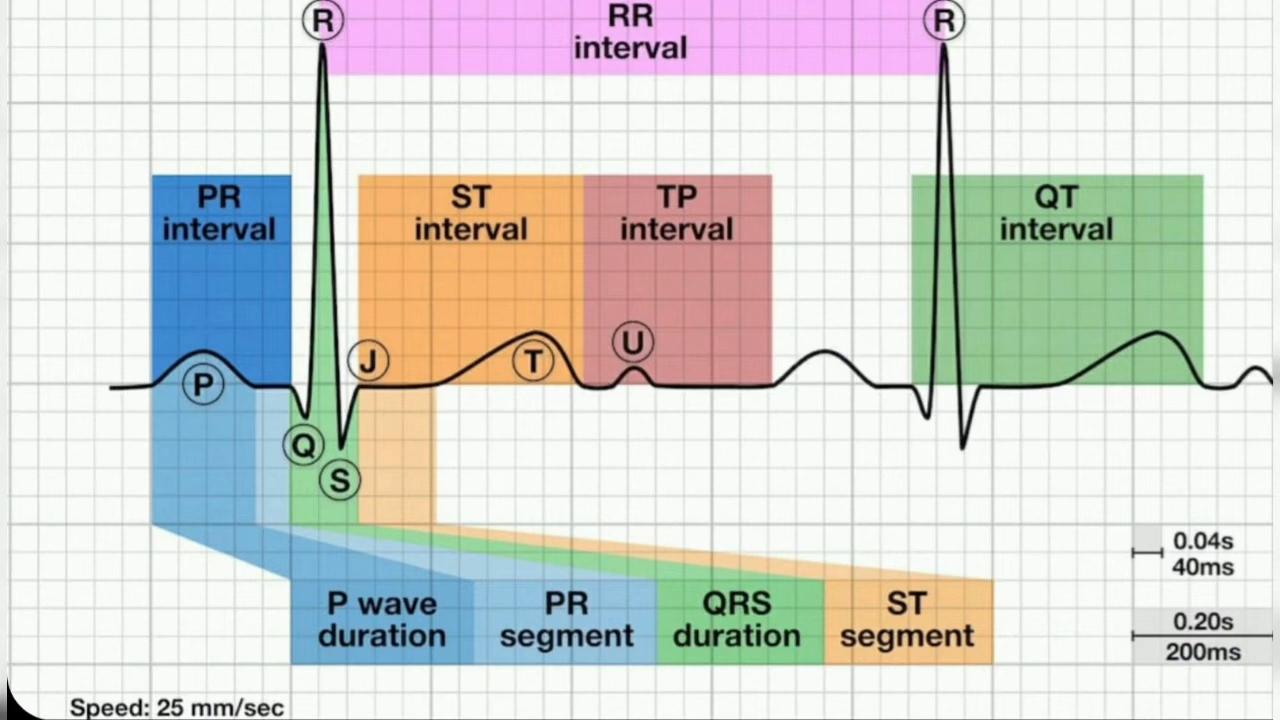 R
RR
interval
R
PR
interval
ST
interval
TP
interval
QT
interval
P
Q
S
J
T
U
0.04s
40ms
P wave
duration
PR
segment
QRS
duration
ST
segment
0.20s
200ms
Speed: 25 mm/sec